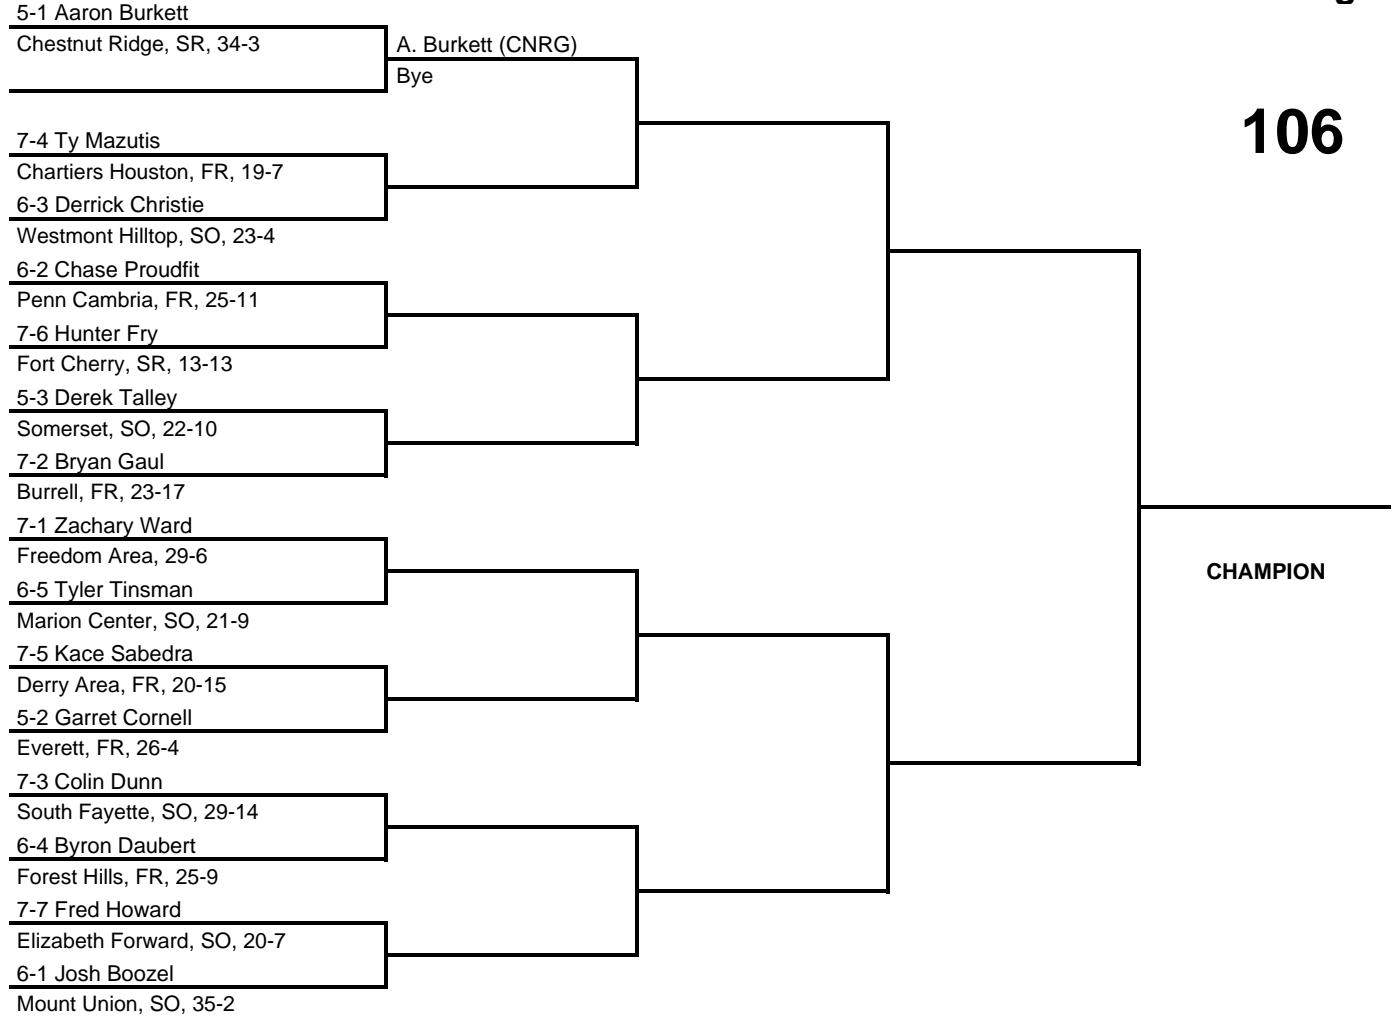 5-1 Aaron Burkett
Chestnut Ridge, SR, 34-3
A. Burkett (CNRG)
Bye
106
7-4 Ty Mazutis
Chartiers Houston, FR, 19-7
6-3 Derrick Christie
Westmont Hilltop, SO, 23-4
6-2 Chase Proudfit
Penn Cambria, FR, 25-11
7-6 Hunter Fry
Fort Cherry, SR, 13-13
5-3 Derek Talley
Somerset, SO, 22-10
7-2 Bryan Gaul
Burrell, FR, 23-17
7-1 Zachary Ward
Freedom Area, 29-6
6-5 Tyler Tinsman
Marion Center, SO, 21-9
7-5 Kace Sabedra
Derry Area, FR, 20-15
5-2 Garret Cornell
Everett, FR, 26-4
7-3 Colin Dunn
South Fayette, SO, 29-14
6-4 Byron Daubert
Forest Hills, FR, 25-9
7-7 Fred Howard
Elizabeth Forward, SO, 20-7
6-1 Josh Boozel
Mount Union, SO, 35-2
CHAMPION